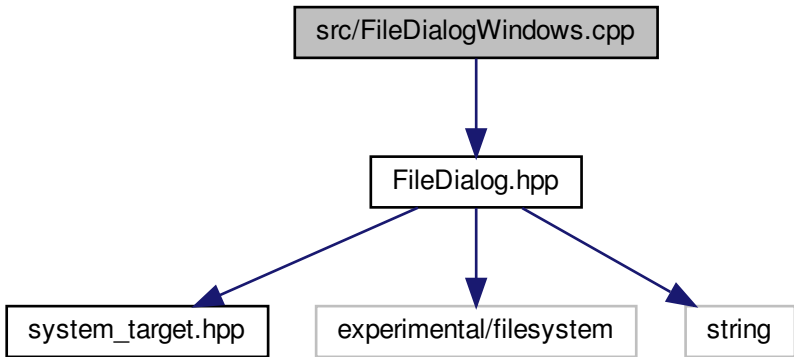 src/FileDialogWindows.cpp
FileDialog.hpp
system_target.hpp
experimental/filesystem
string